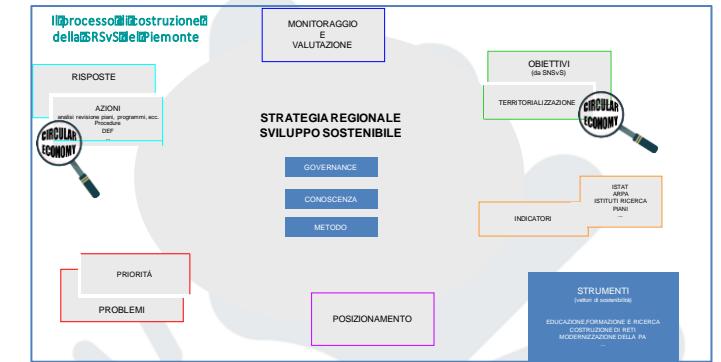 Il processo di costruzione
della SRSvS del Piemonte
MONITORAGGIO
E
VALUTAZIONE
RISPOSTE
AZIONI
analisi revisione piani, programmi, ecc.
Procedure
DEF
...
CIRCULAR
ECONOMY
OBIETTIVI
(da SNSvS)
TERRITORIALIZZAZIONE
CIRCULAR
ECONOMY
STRATEGIA REGIONALE
SVILUPPO SOSTENIBILE
GOVERNANCE
CONOSCENZA
METODO
ISTAT
ARPA
ISTITUTI RICERCA
PIANI
...
INDICATORI
PRIORITÁ
PROBLEMI
POSIZIONAMENTO
STRUMENTI
(vettori di sostenibilità)
EDUCAZIONE,FORMAZIONE E RICERCA
COSTRUZIONE DI RETI
MODERNIZZAZIONE DELLA PA
...